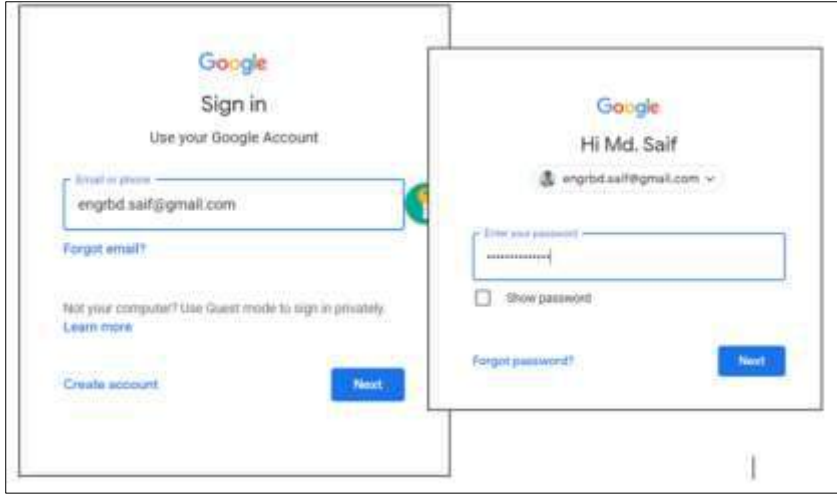 Google
Sign in
Use your Google Account
Email or phone
engrbd.saif@gmail.com
Forgot email?
Not your computer? Use Guest mode to sign in privately.
Learn more
Create account
Next
Google
Hi Md. Saif
engrbd.saif@gmail.com
Enter your password
Show password
Forgot password?
Next